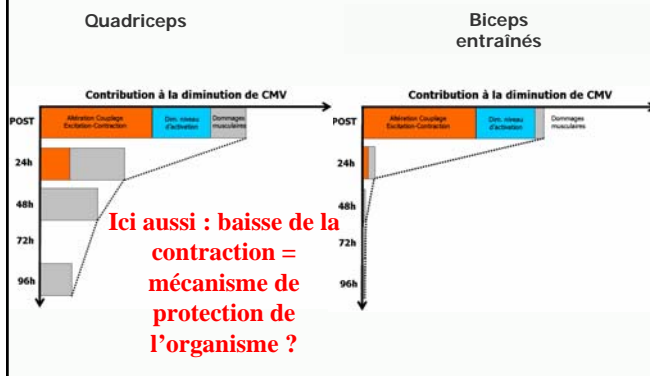 Quadriceps
Biceps
entraînés
Contribution à la diminution de CMV
POST
Altération Couplage
Excitation-Contraction
Dim. niveau
d'activation
Dommages
musculaires
24h
48h
72h
96h
Contribution à la diminution de CMV
POST
Altération Couplage
Excitation-Contraction
Dim. niveau
d'activation
Dommages
musculaires
24h
48h
72h
96h
Ici aussi : baisse de la
contraction =
mécanisme de
protection de
l'organisme ?